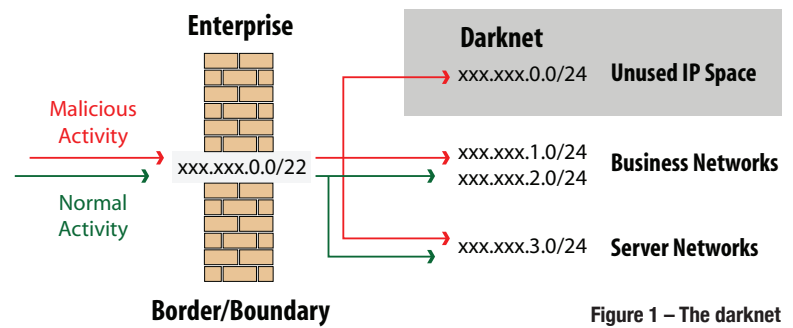 Enterprise
Darknet
xxx.xxx.0.0/24 Unused IP Space
Malicious
Activity
xxx.xxx.0.0/22
xxx.xxx.1.0/24
xxx.xxx.2.0/24
Business Networks
Normal
Activity
xxx.xxx.3.0/24 Server Networks
Border/Boundary
Figure 1 – The darknet